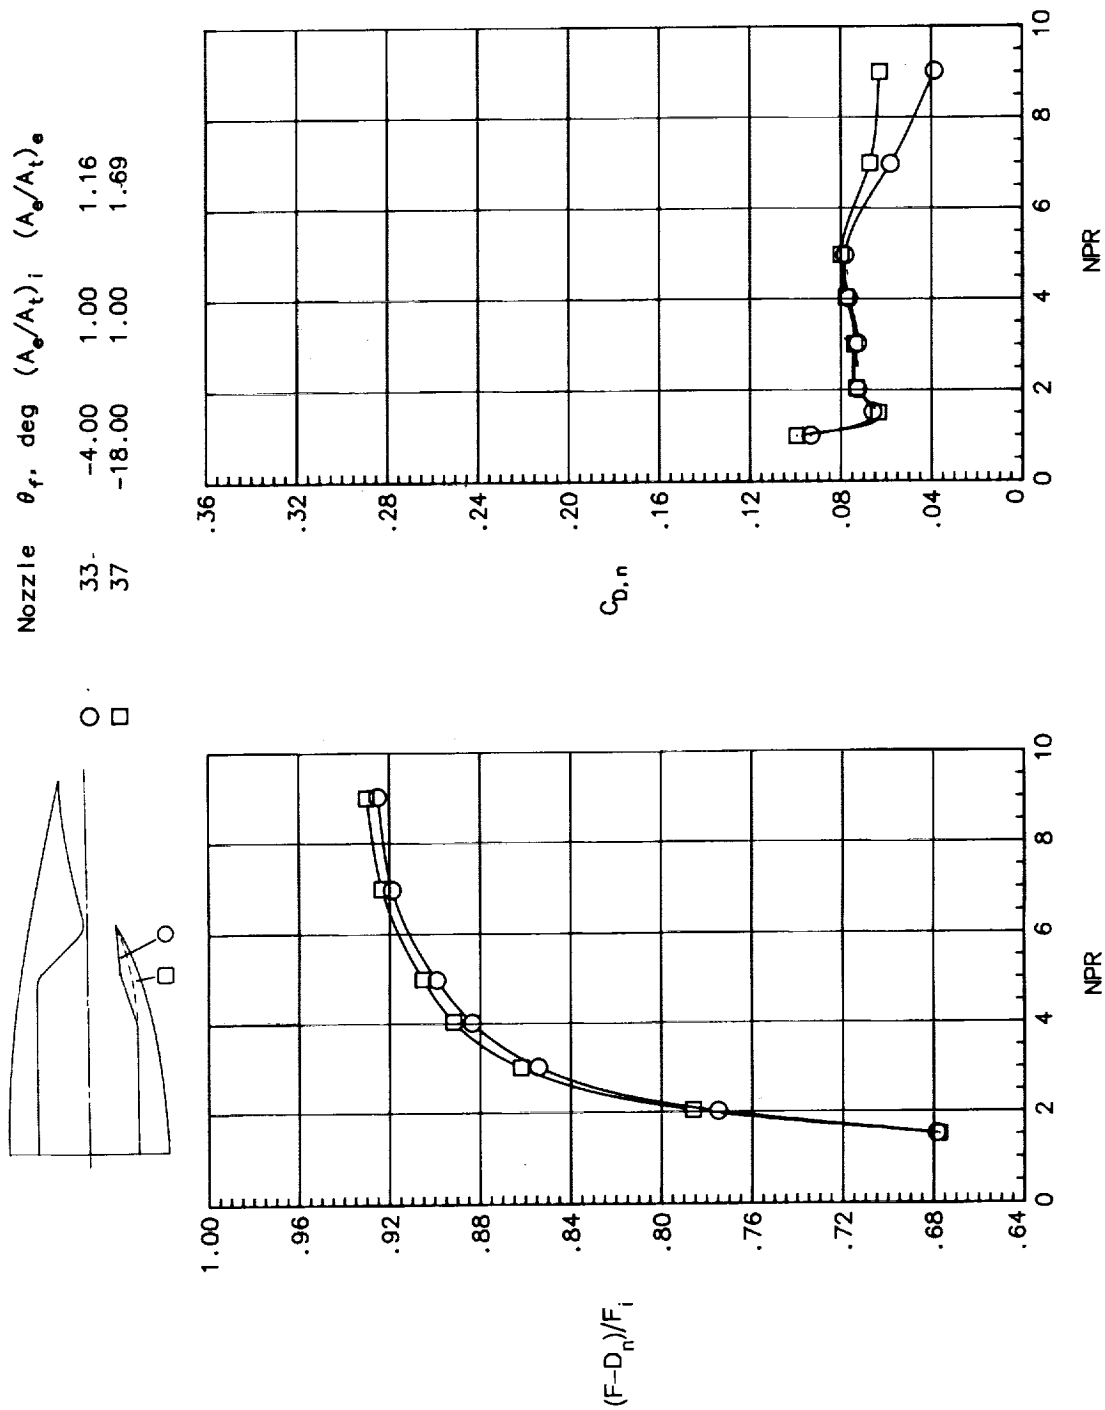 Nozzle θf, deg (Ae/At)i (Ae/At)e
○ 33- -4.00 1.00 1.16
□ 37 -18.00 1.00 1.69
1.00
.96
.92
.88
.84
.80
.76
.72
.68
.64
(F-Dn)/Fi
0 2 4 6 8 10
NPR
.36
.32
.28
.24
.20
.16
.12
.08
.04
0
CD,n
0 2 4 6 8 10
NPR